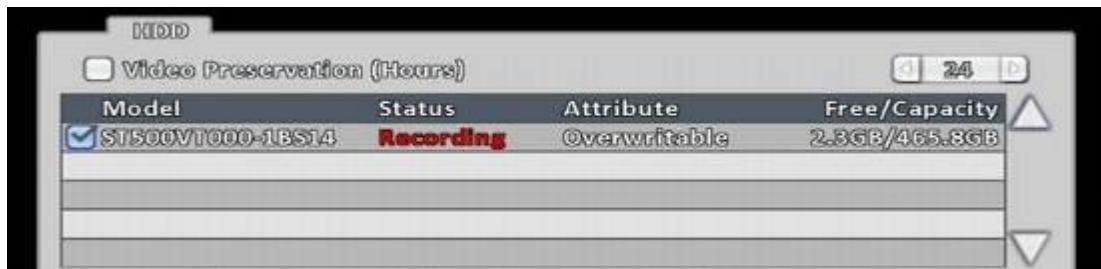 HDD
Video Preservation (Hours) 24
Model Status Attribute Free/Capacity
ST500VT000-1BS14 Recording Overwritable 2.3GB/465.8GB